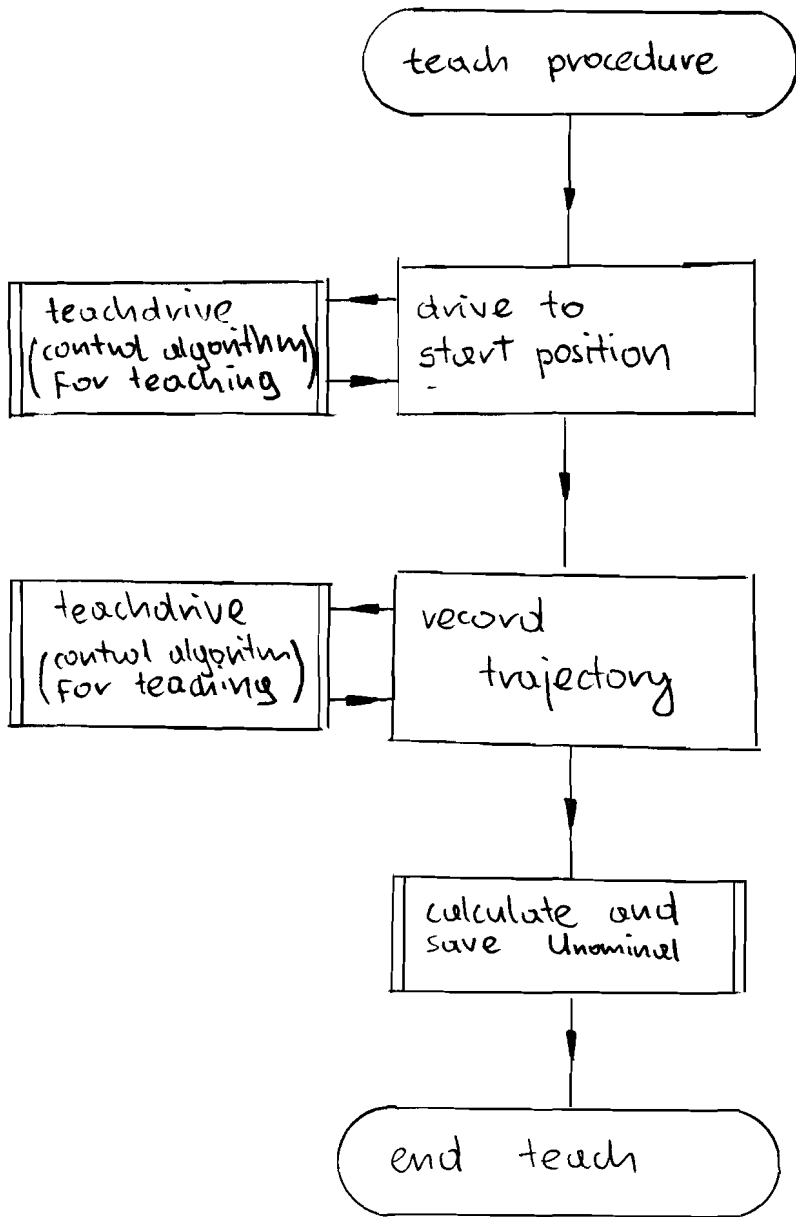 teach procedure
teachdrive
(control algorithm)
(For teaching)
drive to
start position
teachdrive
(control algoritm)
(For teaching)
record
trajectory
calculate and
save Unominal
end teach